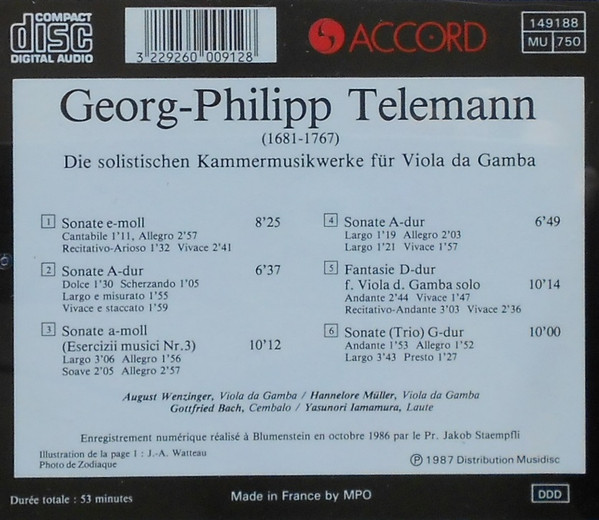 COMPACT
disc
DIGITAL AUDIO
3 229260 009128
ACCORD
149188
MU 750
Georg-Philipp Telemann
(1681-1767)
Die solistischen Kammermusikwerke für Viola da Gamba
1 Sonate e-moll 8'25
Cantabile 1'11, Allegro 2'57
Recitativo-Arioso 1'32 Vivace 2'41
2 Sonate A-dur 6'37
Dolce 1'30 Scherzando 1'05
Largo e misurato 1'55
Vivace e staccato 1'59
3 Sonate a-moll
(Esercizii musici Nr.3) 10'12
Largo 3'06 Allegro 1'56
Soave 2'05 Allegro 2'57
4 Sonate A-dur 6'49
Largo 1'19 Allegro 2'03
Largo 1'21 Vivace 1'57
5 Fantasie D-dur
f. Viola d. Gamba solo 10'14
Andante 2'44 Vivace 1'47
Recitativo-Andante 3'03 Vivace 2'36
6 Sonate (Trio) G-dur 10'00
Andante 1'53 Allegro 1'52
Largo 3'43 Presto 1'27
August Wenzinger, Viola da Gamba / Hannelore Müller, Viola da Gamba
Gottfried Bach, Cembalo / Yasunori Iamamura, Laute
Enregistrement numérique réalisé à Blumenstein en octobre 1986 par le Pr. Jakob Staempfli
Illustration de la page 1 : J.-A. Watteau
Photo de Zodiaque
℗ 1987 Distribution Musidisc
Durée totale : 53 minutes
Made in France by MPO
DDD